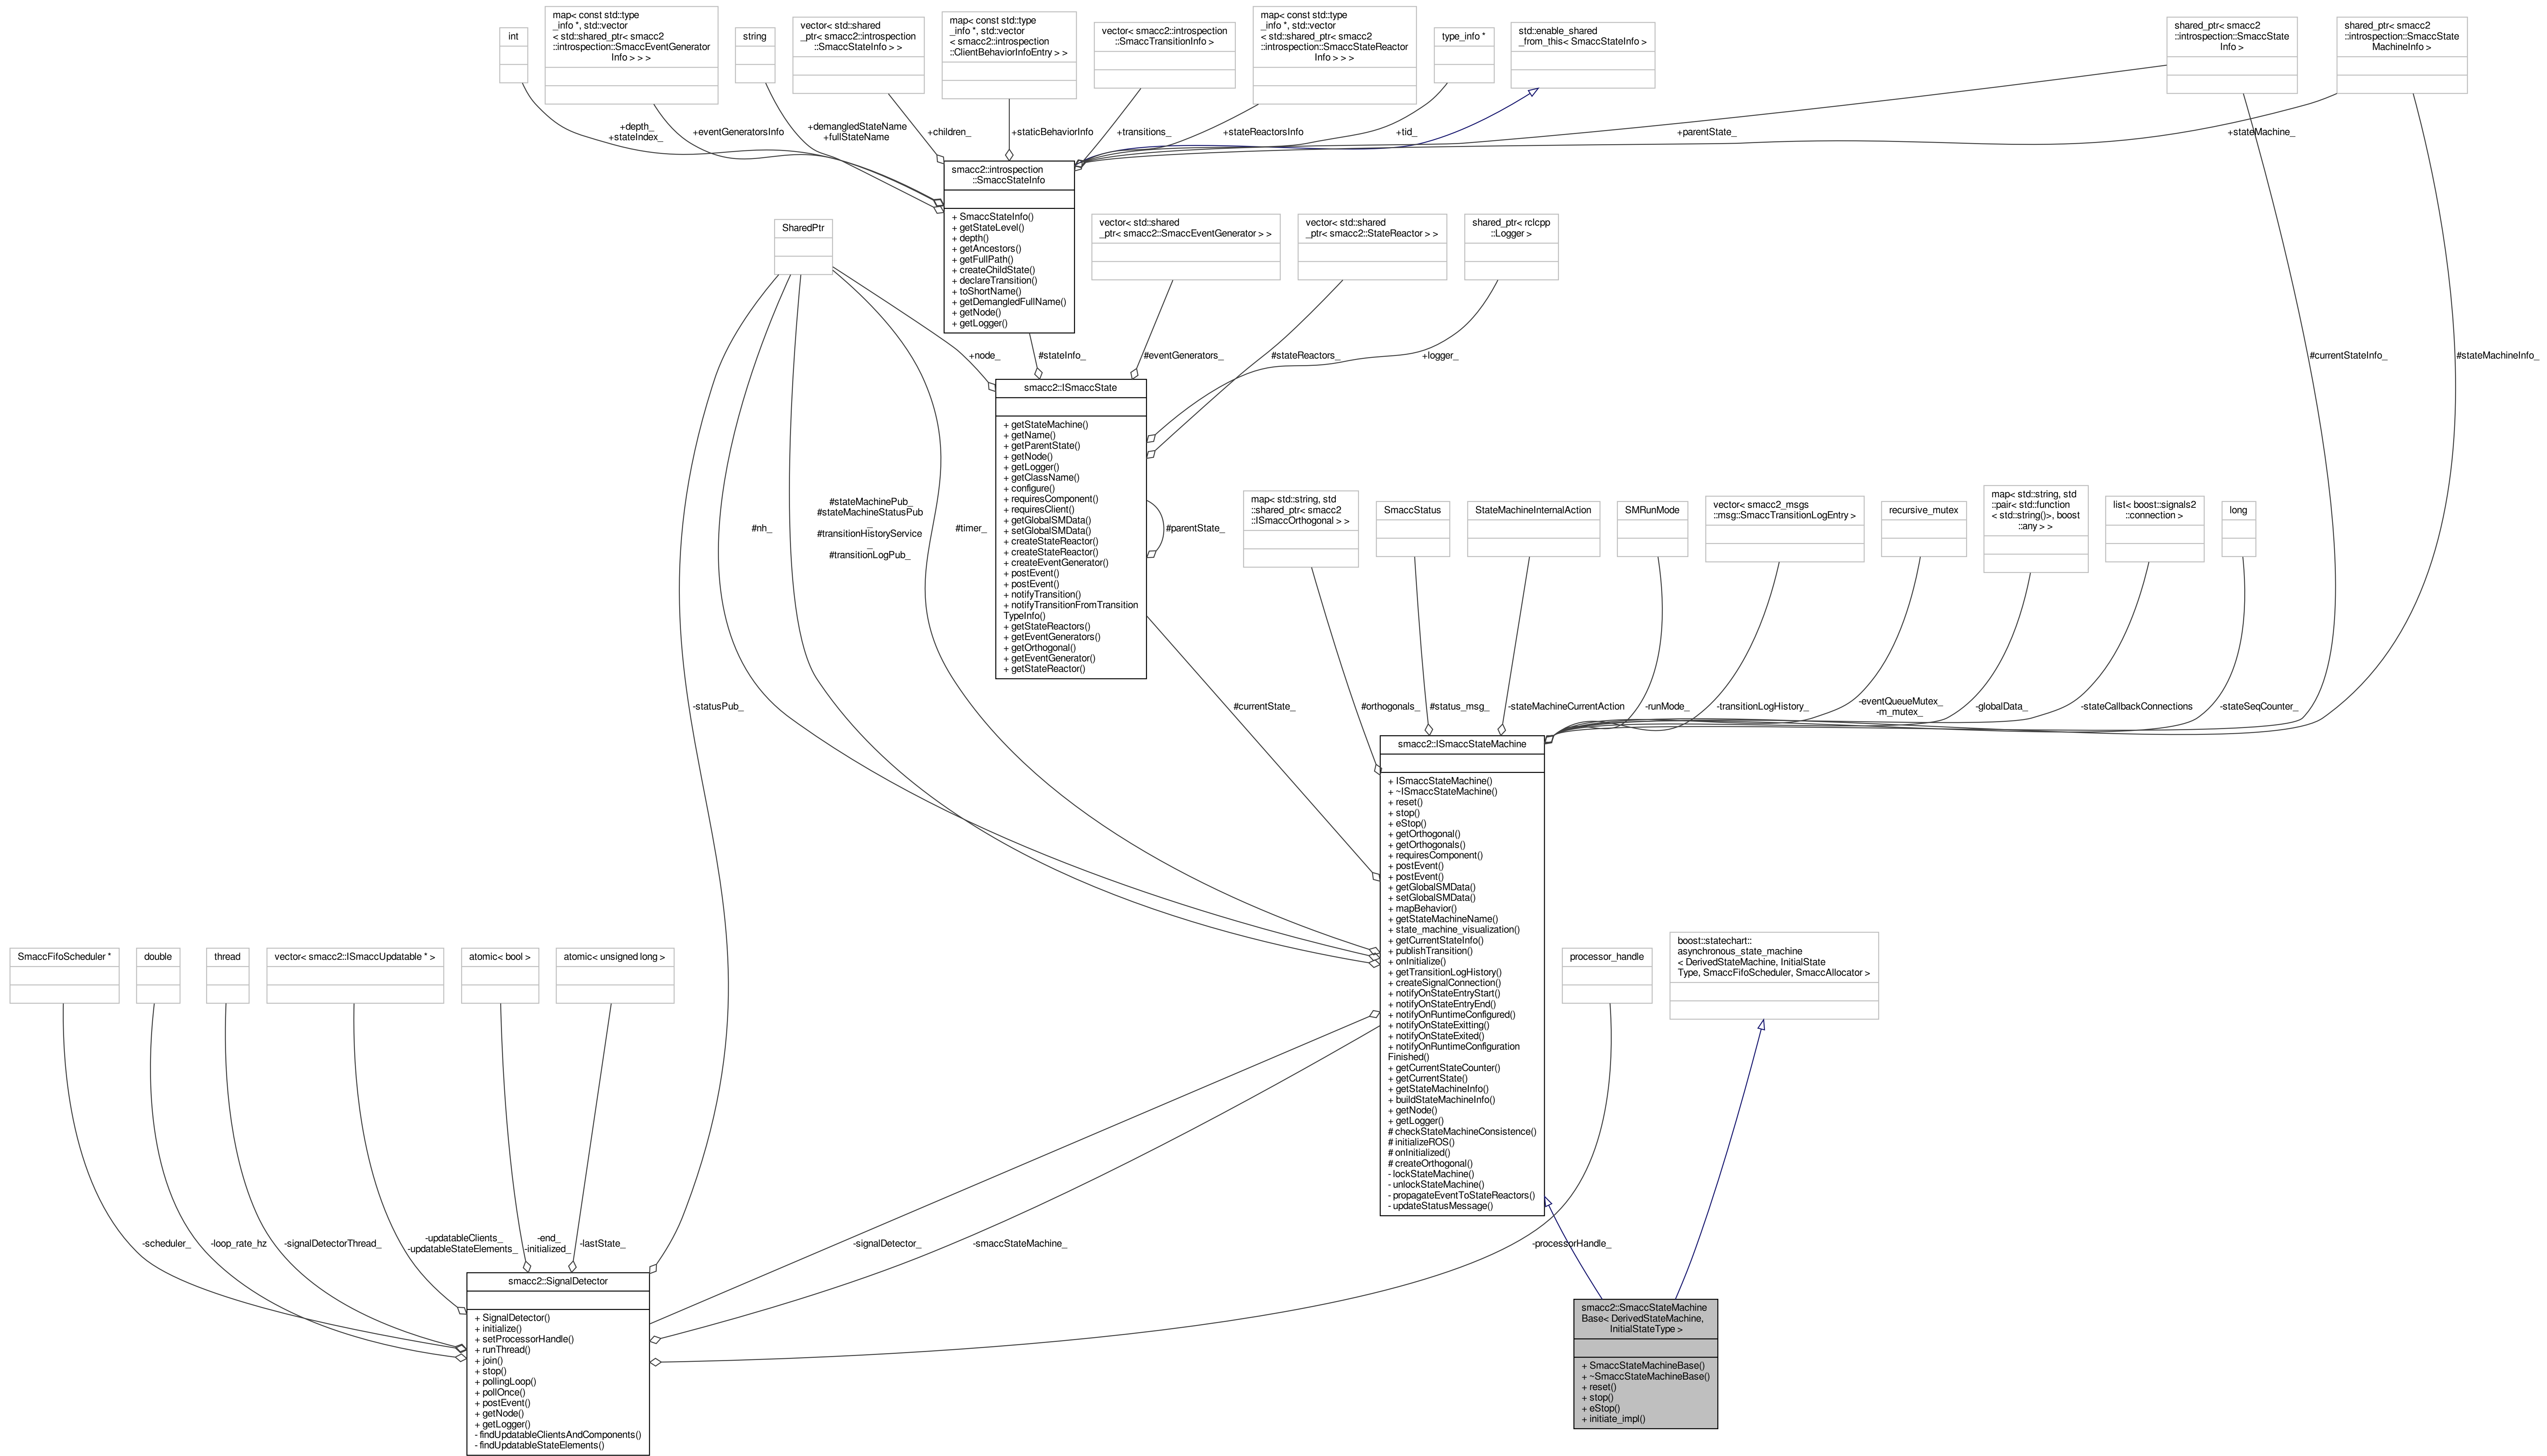 int
map< const std::type
_info *, std::vector
< std::shared_ptr< smacc2
::introspection::SmaccEventGenerator
Info > > >
string
vector< std::shared
_ptr< smacc2::introspection
::SmaccStateInfo > >
map< const std::type
_info *, std::vector
< smacc2::introspection
::ClientBehaviorInfoEntry > >
vector< smacc2::introspection
::SmaccTransitionInfo >
map< const std::type
_info *, std::vector
< std::shared_ptr< smacc2
::introspection::SmaccStateReactor
Info > > >
type_info *
std::enable_shared
_from_this< SmaccStateInfo >
shared_ptr< smacc2
::introspection::SmaccState
Info >
shared_ptr< smacc2
::introspection::SmaccState
MachineInfo >
+depth_
+stateIndex_
+eventGeneratorsInfo
+demangledStateName
+fullStateName
+children_
+staticBehaviorInfo
+transitions_
+stateReactorsInfo
+tid_
+parentState_
+stateMachine_
smacc2::introspection
::SmaccStateInfo
+ SmaccStateInfo()
+ getStateLevel()
+ depth()
+ getAncestors()
+ getFullPath()
+ createChildState()
+ declareTransition()
+ toShortName()
+ getDemangledFullName()
+ getNode()
+ getLogger()
SharedPtr
vector< std::shared
_ptr< smacc2::SmaccEventGenerator > >
vector< std::shared
_ptr< smacc2::StateReactor > >
shared_ptr< rclcpp
::Logger >
+node_
#stateInfo_
#eventGenerators_
#stateReactors_
+logger_
#currentStateInfo_
#stateMachineInfo_
smacc2::ISmaccState
+ getStateMachine()
+ getName()
+ getParentState()
+ getNode()
+ getLogger()
+ getClassName()
+ configure()
+ requiresComponent()
+ requiresClient()
+ getGlobalSMData()
+ setGlobalSMData()
+ createStateReactor()
+ createStateReactor()
+ createEventGenerator()
+ postEvent()
+ postEvent()
+ notifyTransition()
+ notifyTransitionFromTransition
TypeInfo()
+ getStateReactors()
+ getEventGenerators()
+ getOrthogonal()
+ getEventGenerator()
+ getStateReactor()
#nh_
#stateMachinePub_
#stateMachineStatusPub
_
#transitionHistoryService
_
#transitionLogPub_
#timer_
#parentState_
map< std::string, std
::shared_ptr< smacc2
::ISmaccOrthogonal > >
SmaccStatus
StateMachineInternalAction
SMRunMode
vector< smacc2_msgs
::msg::SmaccTransitionLogEntry >
recursive_mutex
map< std::string, std
::pair< std::function
< std::string()>, boost
::any > >
list< boost::signals2
::connection >
long
-statusPub_
#currentState_
#orthogonals_
#status_msg_
-stateMachineCurrentAction
-runMode_
-transitionLogHistory_
-eventQueueMutex_
-m_mutex_
-globalData_
-stateCallbackConnections
-stateSeqCounter_
smacc2::ISmaccStateMachine
+ ISmaccStateMachine()
+ ~ISmaccStateMachine()
+ reset()
+ stop()
+ eStop()
+ getOrthogonal()
+ getOrthogonals()
+ requiresComponent()
+ postEvent()
+ postEvent()
+ getGlobalSMData()
+ setGlobalSMData()
+ mapBehavior()
+ getStateMachineName()
+ state_machine_visualization()
+ getCurrentStateInfo()
+ publishTransition()
+ onInitialize()
+ getTransitionLogHistory()
+ createSignalConnection()
+ notifyOnStateEntryStart()
+ notifyOnStateEntryEnd()
+ notifyOnRuntimeConfigured()
+ notifyOnStateExitting()
+ notifyOnStateExited()
+ notifyOnRuntimeConfiguration
Finished()
+ getCurrentStateCounter()
+ getCurrentState()
+ getStateMachineInfo()
+ buildStateMachineInfo()
+ getNode()
+ getLogger()
# checkStateMachineConsistence()
# initializeROS()
# onInitialized()
# createOrthogonal()
- lockStateMachine()
- unlockStateMachine()
- propagateEventToStateReactors()
- updateStatusMessage()
SmaccFifoScheduler *
double
thread
vector< smacc2::ISmaccUpdatable * >
atomic< bool >
atomic< unsigned long >
processor_handle
boost::statechart::
asynchronous_state_machine
< DerivedStateMachine, InitialState
Type, SmaccFifoScheduler, SmaccAllocator >
-scheduler_
-loop_rate_hz
-signalDetectorThread_
-updatableClients_
-updatableStateElements_
-end_
-initialized_
-lastState_
-signalDetector_
-smaccStateMachine_
-processorHandle_
smacc2::SignalDetector
+ SignalDetector()
+ initialize()
+ setProcessorHandle()
+ runThread()
+ join()
+ stop()
+ pollingLoop()
+ pollOnce()
+ postEvent()
+ getNode()
+ getLogger()
- findUpdatableClientsAndComponents()
- findUpdatableStateElements()
smacc2::SmaccStateMachine
Base< DerivedStateMachine,
InitialStateType >
+ SmaccStateMachineBase()
+ ~SmaccStateMachineBase()
+ reset()
+ stop()
+ eStop()
+ initiate_impl()